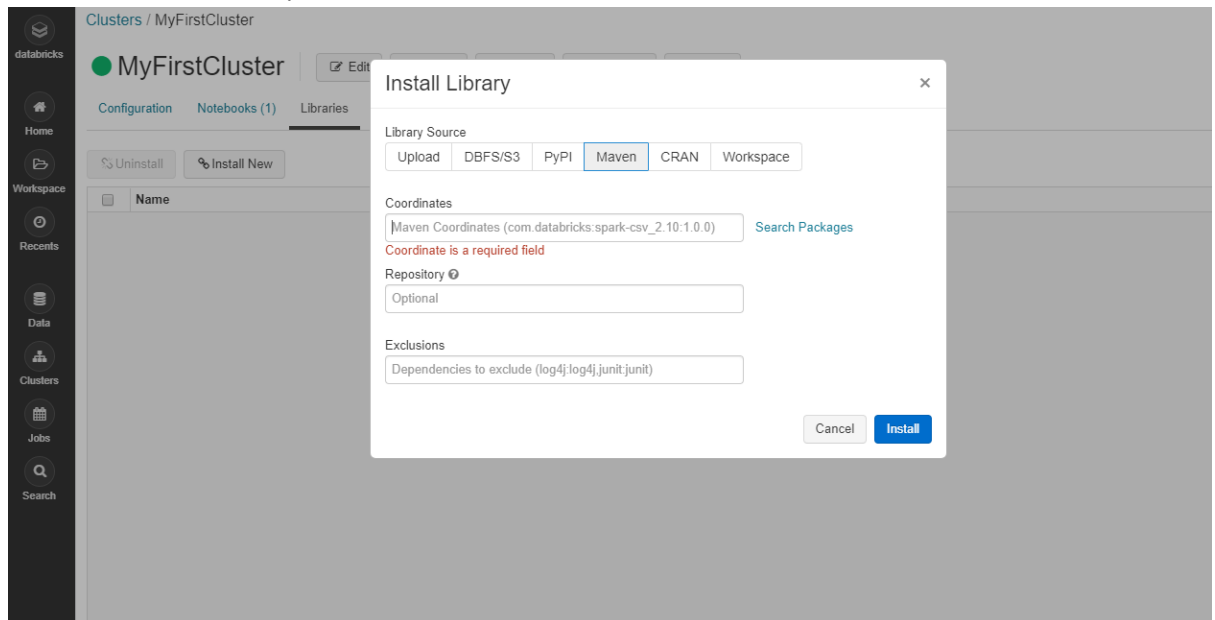 Clusters / MyFirstCluster
databricks
MyFirstCluster
Edit
Configuration Notebooks (1) Libraries
Uninstall Install New
Name
Home
Workspace
Recents
Data
Clusters
Jobs
Search
Install Library ×
Library Source
Upload DBFS/S3 PyPI Maven CRAN Workspace
Coordinates
Maven Coordinates (com.databricks:spark-csv_2.10:1.0.0) Search Packages
Coordinate is a required field
Repository
Optional
Exclusions
Dependencies to exclude (log4j:log4j,junit:junit)
Cancel Install